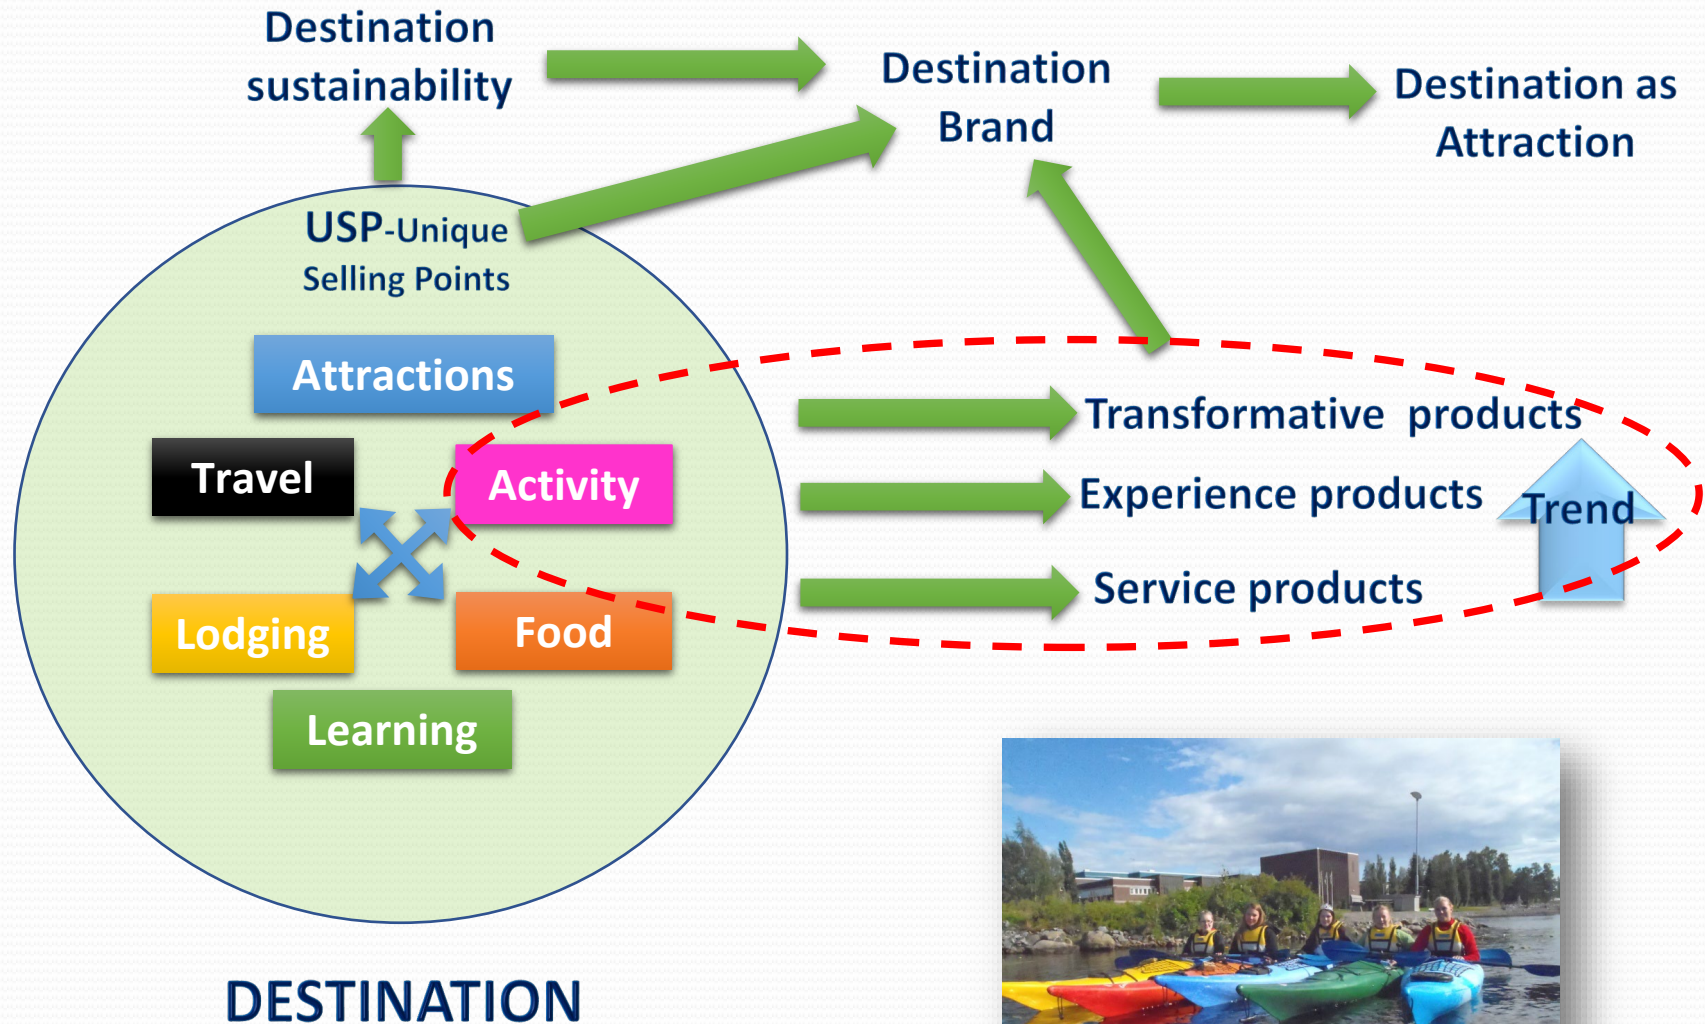 Destination
sustainability
Destination
Brand
Destination as
Attraction
USP-Unique
Selling Points
Attractions
Travel
Activity
Lodging
Food
Learning
Transformative products
Experience products
Service products
Trend
DESTINATION